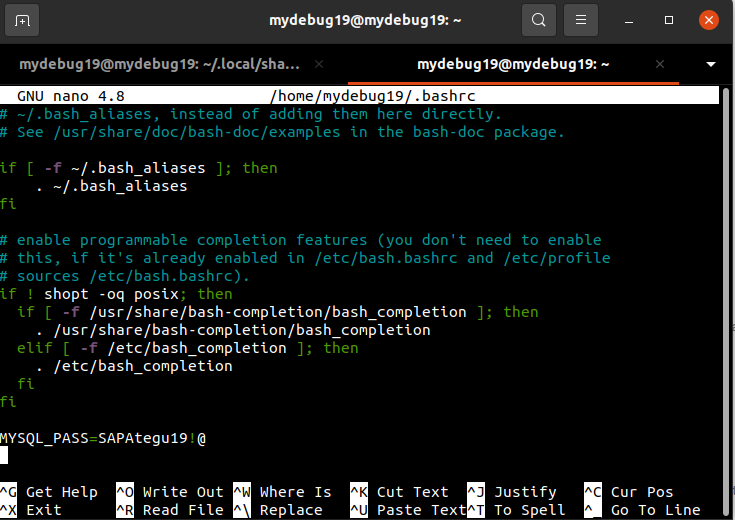 mydebug19@mydebug19: ~
mydebug19@mydebug19: ~/.local/sha...
mydebug19@mydebug19: ~
GNU nano 4.8 /home/mydebug19/.bashrc
# ~/.bash_aliases, instead of adding them here directly.
# See /usr/share/doc/bash-doc/examples in the bash-doc package.
if [ -f ~/.bash_aliases ]; then
. ~/.bash_aliases
fi
# enable programmable completion features (you don't need to enable
# this, if it's already enabled in /etc/bash.bashrc and /etc/profile
# sources /etc/bash.bashrc).
if ! shopt -oq posix; then
if [ -f /usr/share/bash-completion/bash_completion ]; then
. /usr/share/bash-completion/bash_completion
elif [ -f /etc/bash_completion ]; then
. /etc/bash_completion
fi
fi
MYSQL_PASS=SAPAtegu19!@
^G Get Help ^O Write Out ^W Where Is ^K Cut Text ^J Justify ^C Cur Pos
^X Exit ^R Read File ^\ Replace ^U Paste Text ^T To Spell ^_ Go To Line